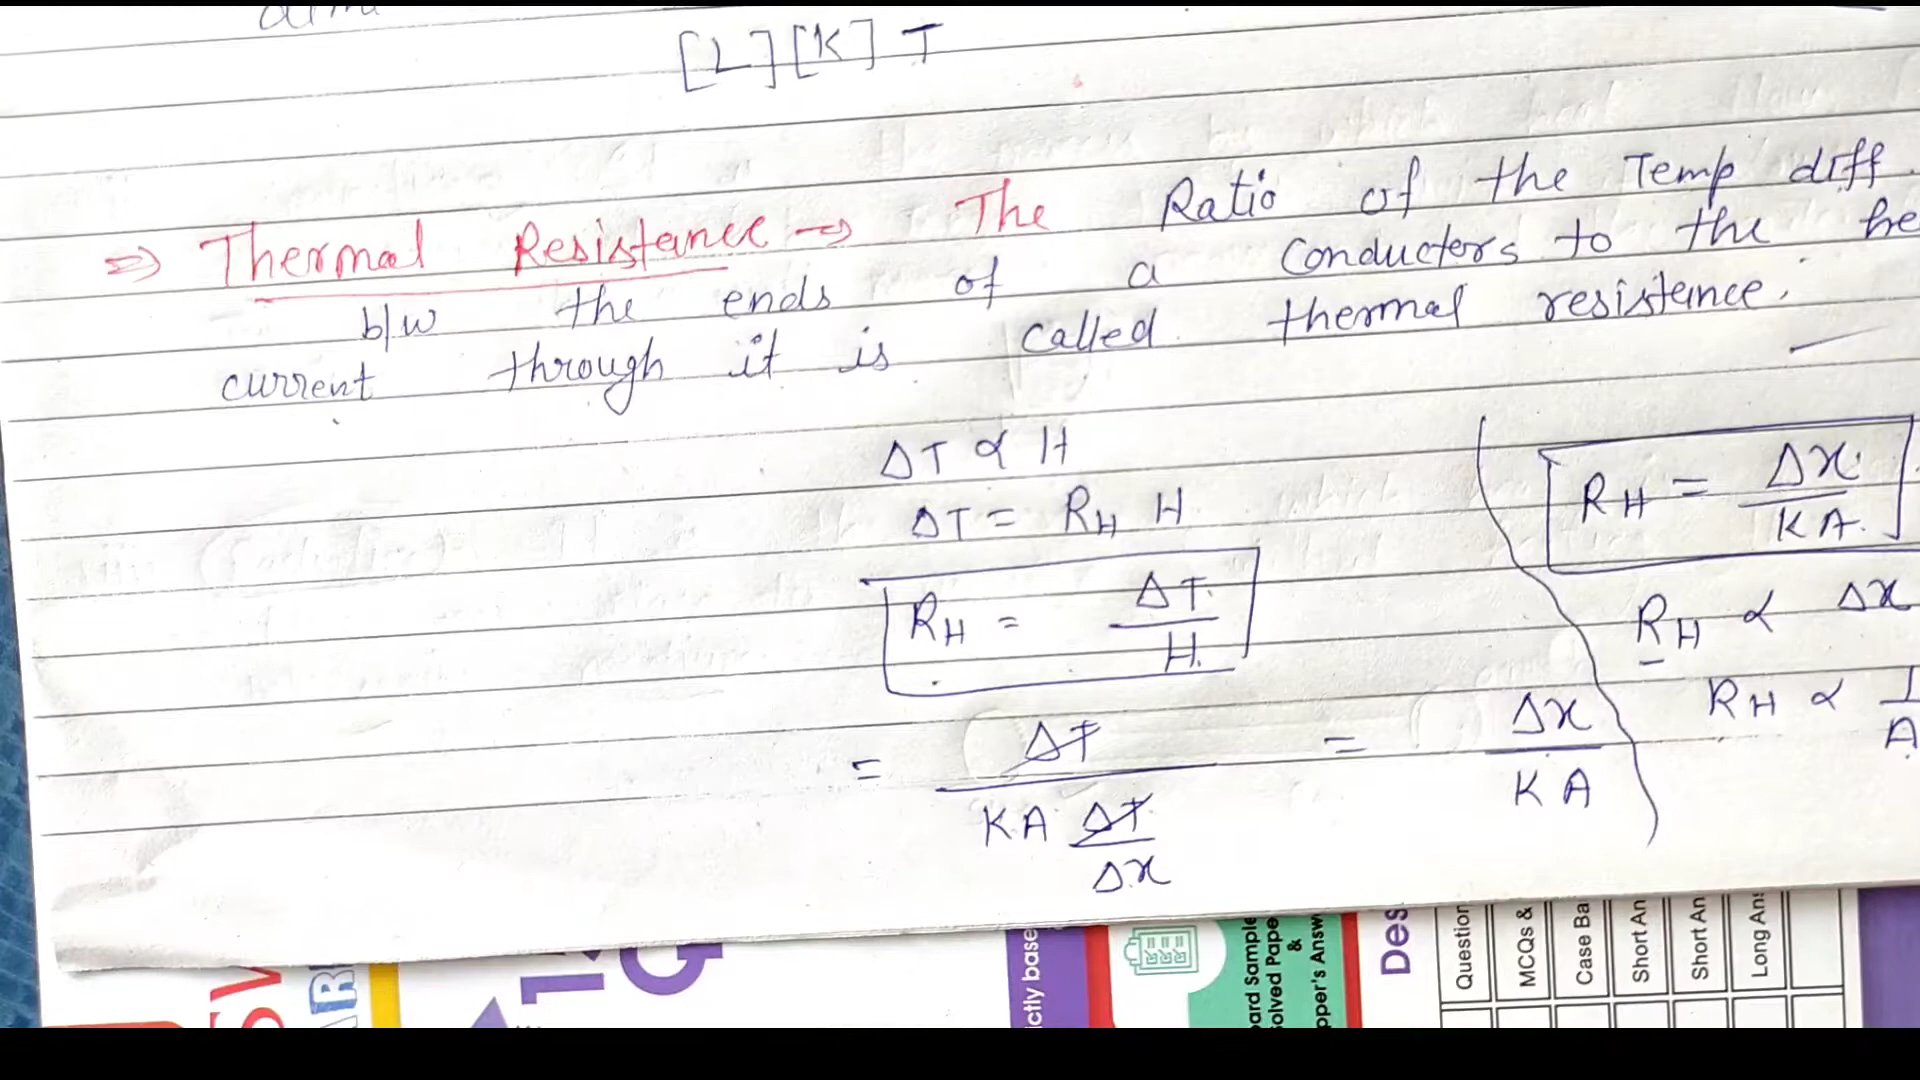 [L][K] T
⇒ Thermal Resistance → The Ratio of the Temp diff.
b/w the ends of a conductors to the he
current through it is called thermal resistance.
ΔT ∝ H
ΔT = R_H H
R_H = ΔT / H
= ΔT / (KA ΔT/Δx) = Δx / KA
R_H = Δx / KA
R_H ∝ Δx
R_H ∝ 1/A
ctly base
ard Sample
olved Pape
&
pper's Answ
Des
Question
MCQs &
Case Ba
Short An
Short An
Long Ans